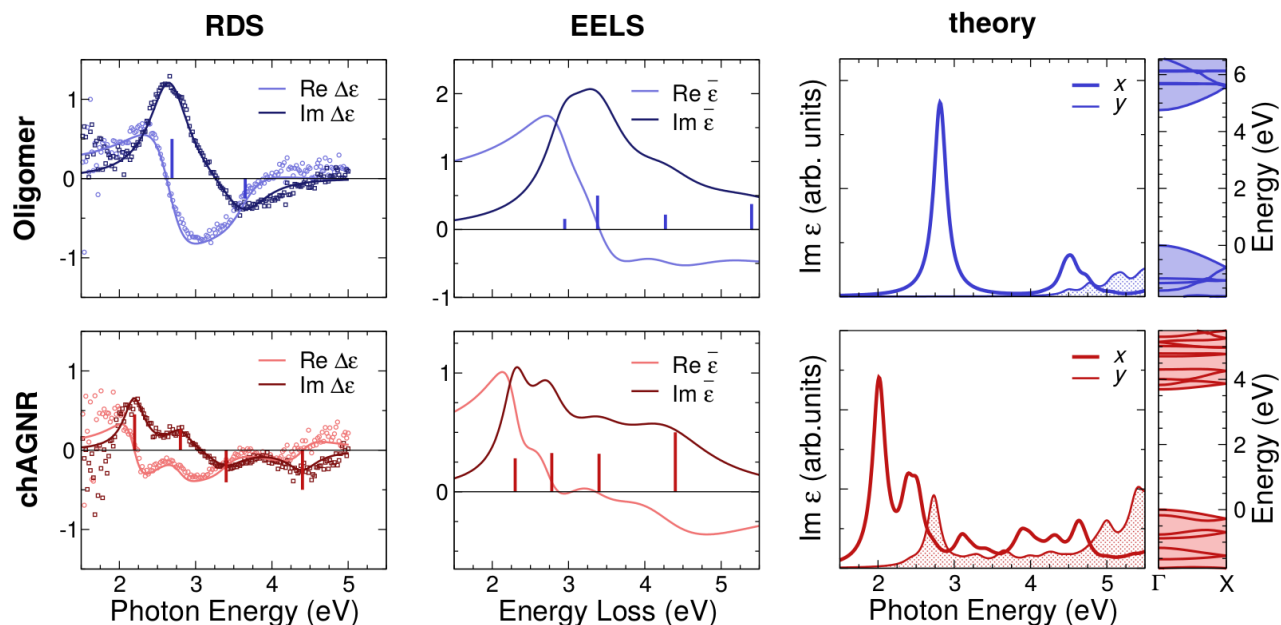 RDS
EELS
theory
Oligomer
1
0
-1
Re Δε
Im Δε
2
1
0
-1
Re ε̄
Im ε̄
Im ε (arb. units)
x
y
6
4
2
0
Energy (eV)
chAGNR
1
0
-1
Re Δε
Im Δε
2 3 4 5
Photon Energy (eV)
1
0
Re ε̄
Im ε̄
2 3 4 5
Energy Loss (eV)
Im ε (arb.units)
x
y
2 3 4 5
Photon Energy (eV)
4
2
0
Energy (eV)
Γ X